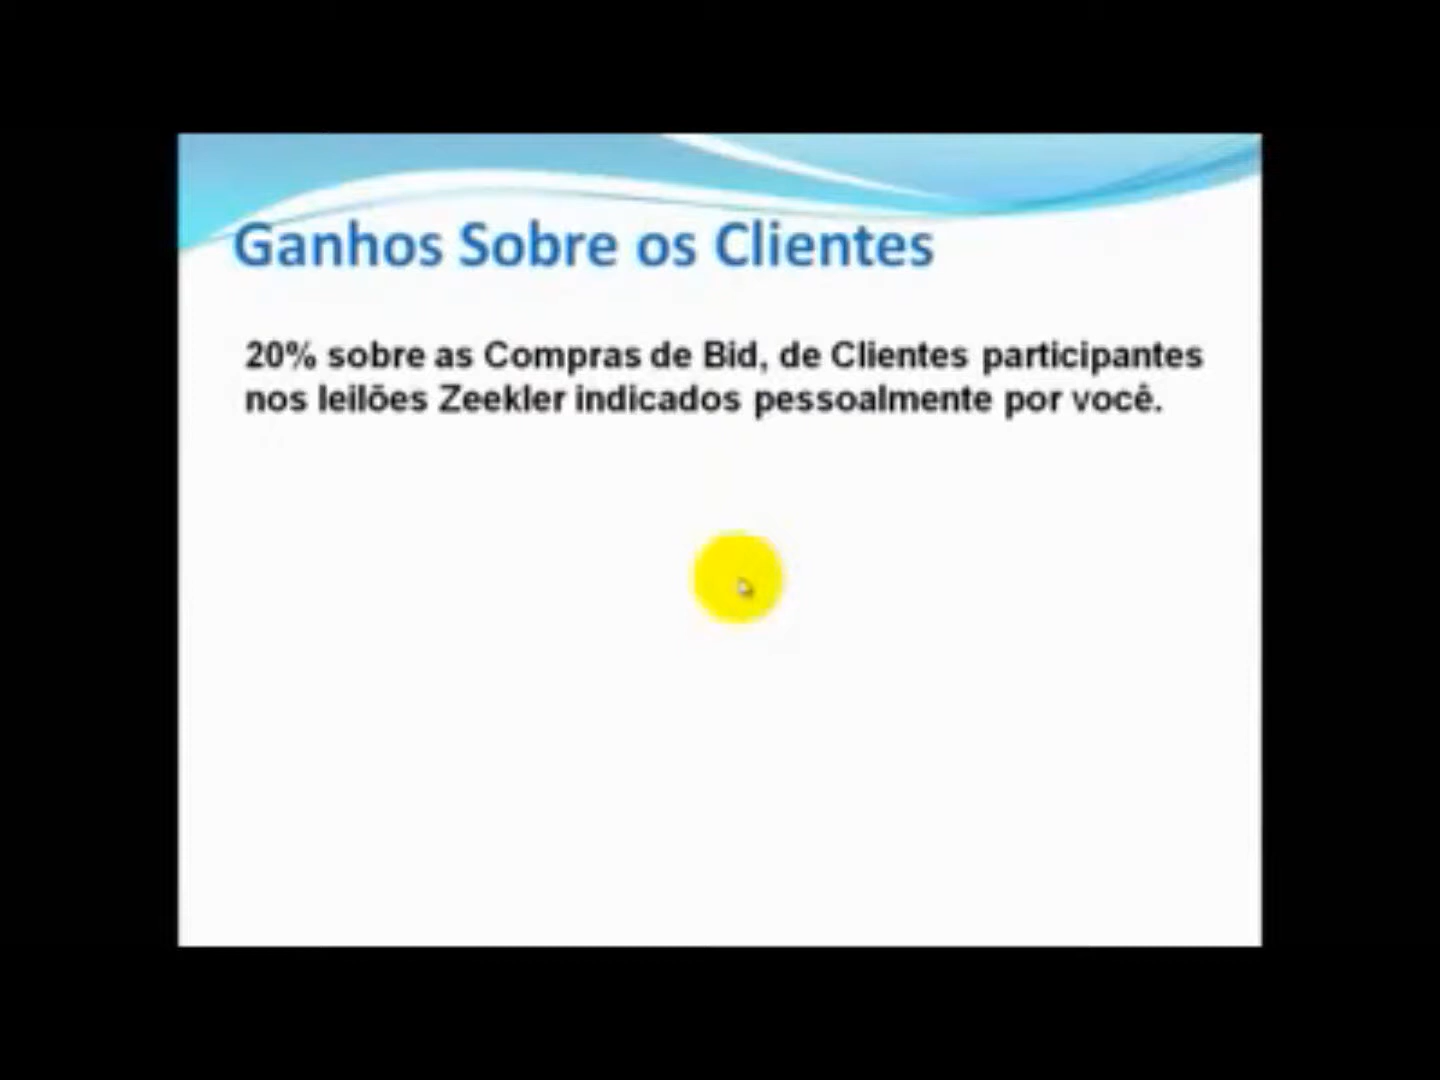 Ganhos Sobre os Clientes
20% sobre as Compras de Bid, de Clientes participantes
nos leilões Zeekler indicados pessoalmente por você.